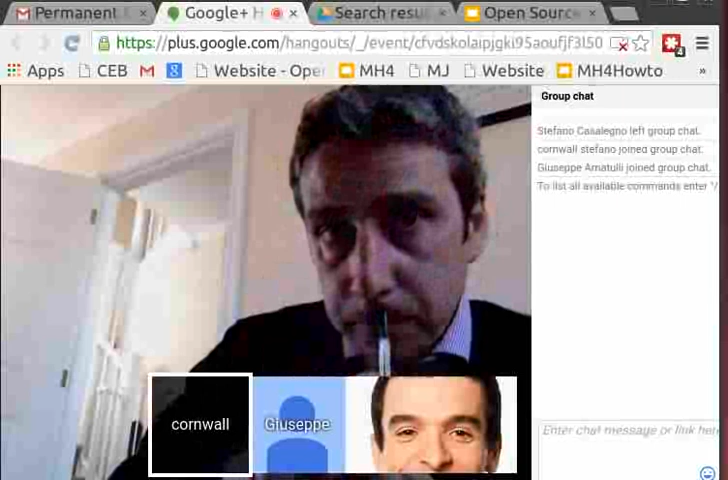 Permanent
Google+ H
Search resu
Open Source
https://plus.google.com/hangouts/_/event/cfvdskolaipjgki95aoufjf3l50
Apps CEB Website - Ope MH4 MJ Website MH4Howto »
Group chat
Stefano Casalegno left group chat.
cornwall stefano joined group chat.
Giuseppe Amatulli joined group chat.
To list all available commands enter "/
cornwall
Giuseppe
Enter chat message or link here